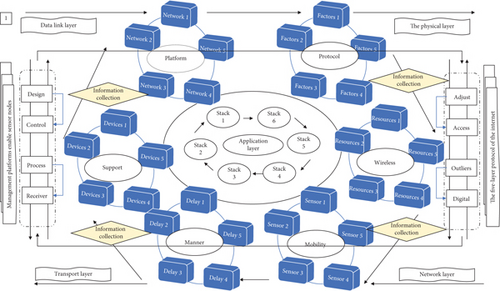 1
Data link layer
The physical layer
Network 1
Network 2
Network 5
Network 3
Network 4
Platform
Factors 1
Factors 2
Factors 5
Factors 3
Factors 4
Protocol
Information
collection
Information
collection
Management platforms enable sensor nodes
Design
Control
Process
Receiver
Devices 1
Devices 2
Devices 5
Devices 3
Devices 4
Support
Stack
1
Stack
6
Stack
2
Stack
5
Stack
3
Stack
4
Application
layer
Resources 1
Resources 2
Resources 5
Resources 3
Resources 4
Wireless
Adjust
Access
Outliers
Digital
The five-layer protocol of the internet
Information
collection
Information
collection
Delay 1
Delay 2
Delay 5
Delay 3
Delay 4
Manner
Sensor 1
Sensor 2
Sensor 5
Sensor 3
Sensor 4
Mobility
Transport layer
Network layer